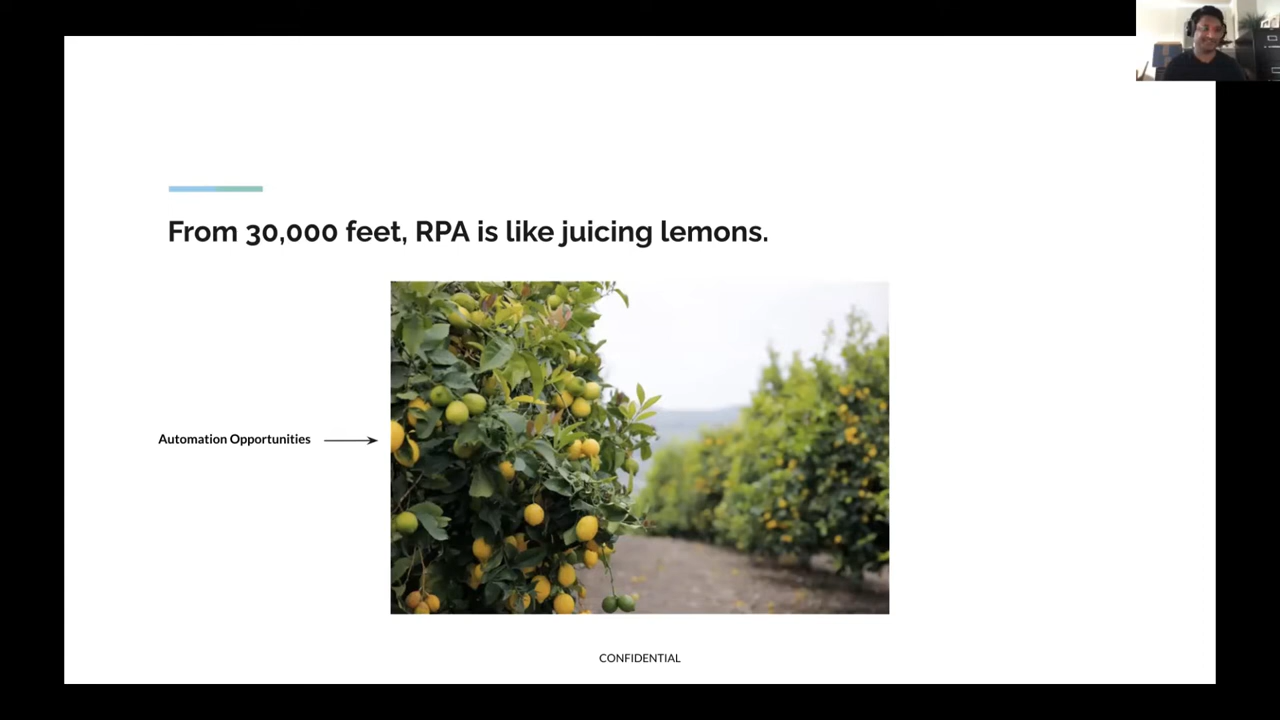 From 30,000 feet, RPA is like juicing lemons.
Automation Opportunities
CONFIDENTIAL